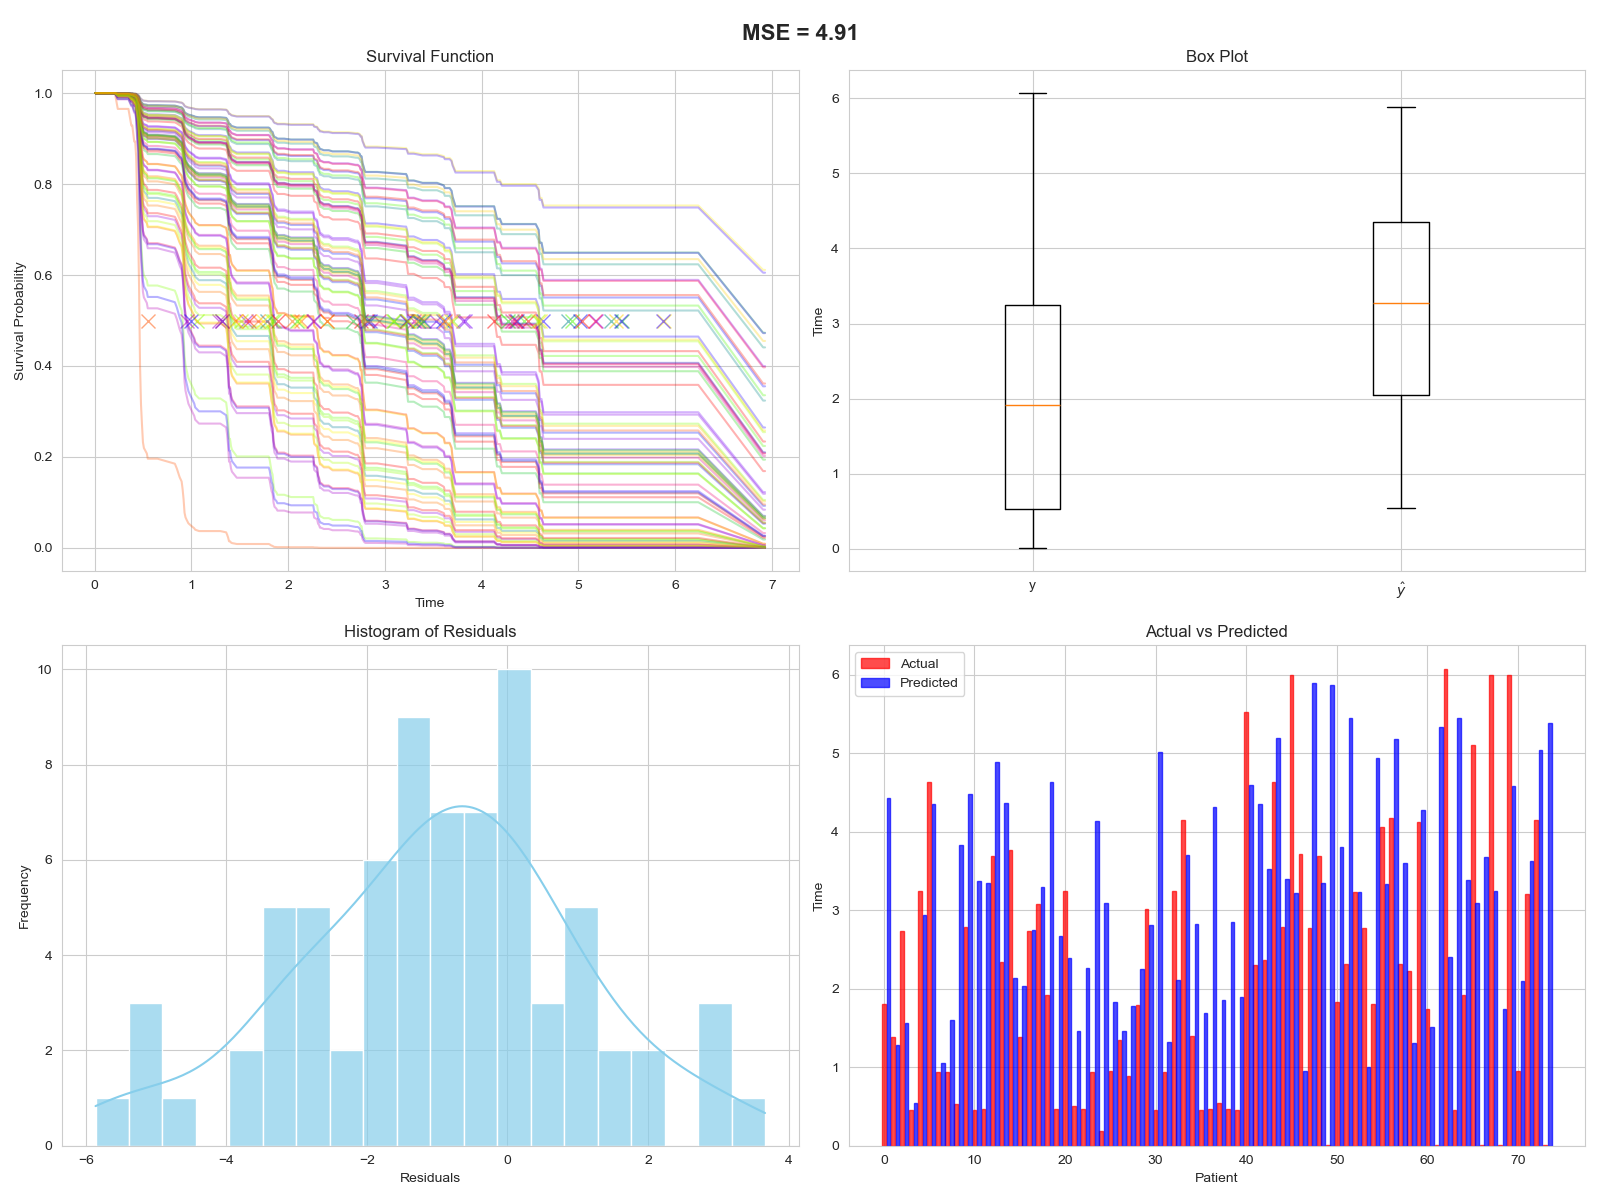 MSE = 4.91
Survival Function
1.0
0.8
0.6
0.4
0.2
0.0
Survival Probability
0 1 2 3 4 5 6 7
Time
Box Plot
6
5
4
3
2
1
0
Time
y ŷ
Histogram of Residuals
10
8
6
4
2
0
Frequency
−6 −4 −2 0 2 4
Residuals
Actual vs Predicted
Actual
Predicted
6
5
4
3
2
1
0
Time
0 10 20 30 40 50 60 70
Patient